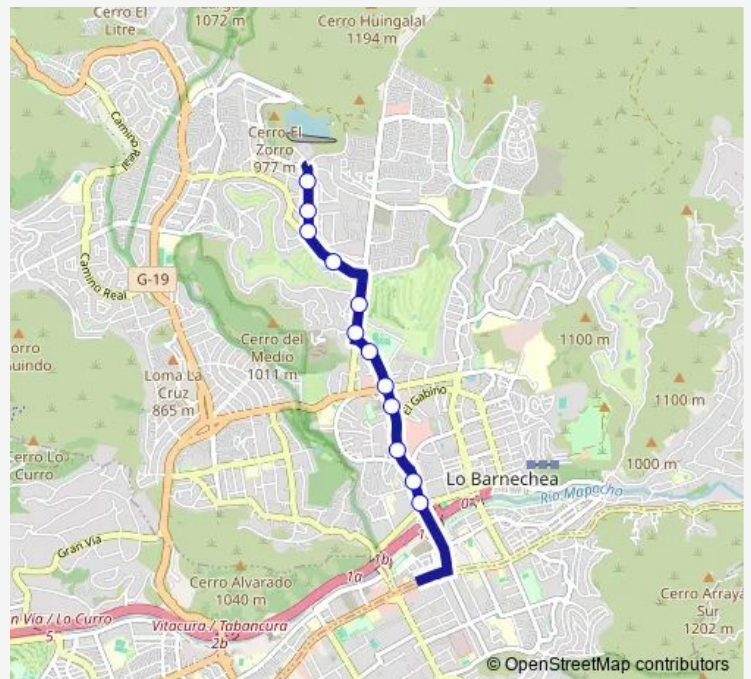 Cerro El
Litre
1072 m
Cerro Huingalal
1194 m
Camino Real
Cerro El
Zorro
977 m
Camino Real
G-19
Cerro del
Medio
1011 m
1100 m
Loma La
Cruz
865 m
El Gabino
1100 m
Cerro Lo
Curro
1000 m
Lo Barnechea
Río Mapocho
Gran Vía
1b
1a
Cerro Alvarado
1040 m
Cerro Array
Sur
1202 m
n Vía / Lo Curro
5
Vitacura / Tabancura
2b
© OpenStreetMap contributors